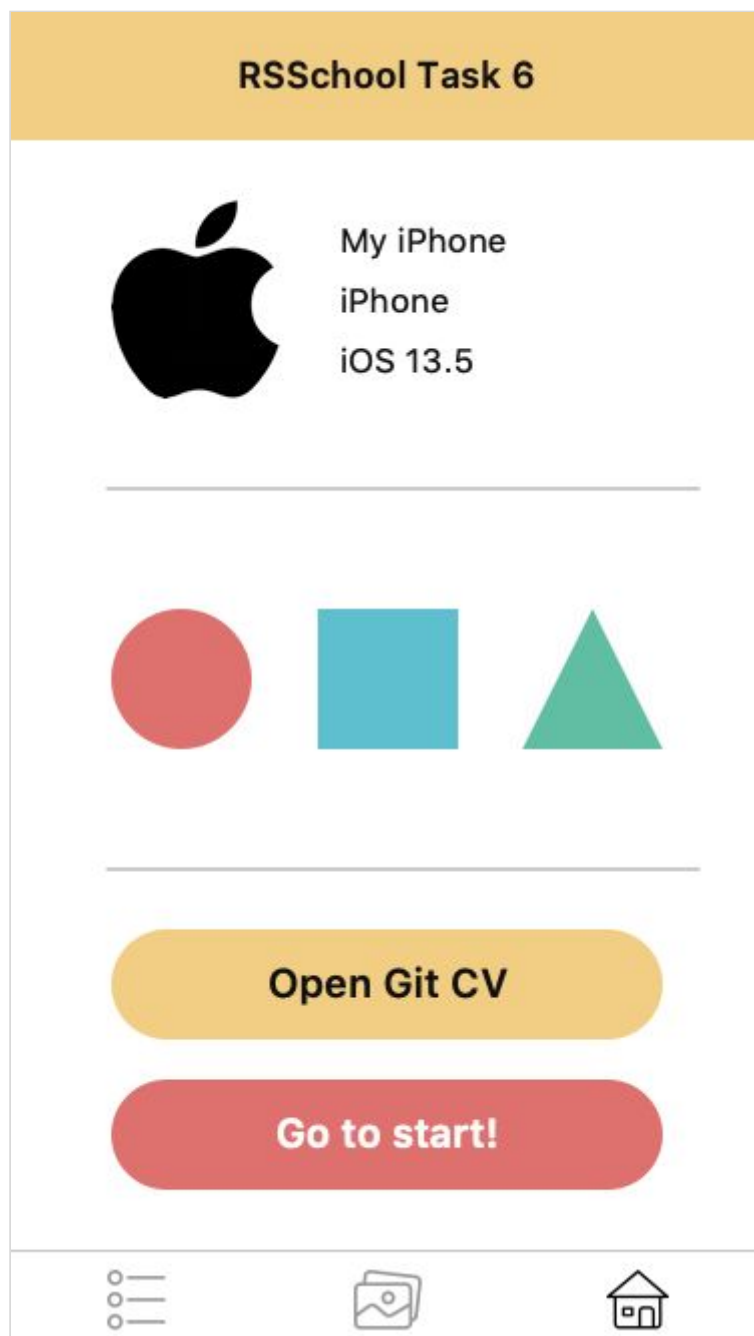 RSSchool Task 6
My iPhone
iPhone
iOS 13.5
Open Git CV
Go to start!